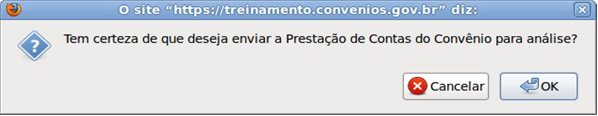 O site “https://treinamento.convenios.gov.br” diz:
Tem certeza de que deseja enviar a Prestação de Contas do Convênio para análise?
Cancelar OK